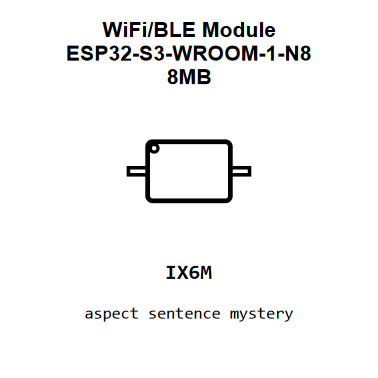 WiFi/BLE Module
ESP32-S3-WROOM-1-N8
8MB
IX6M
aspect sentence mystery